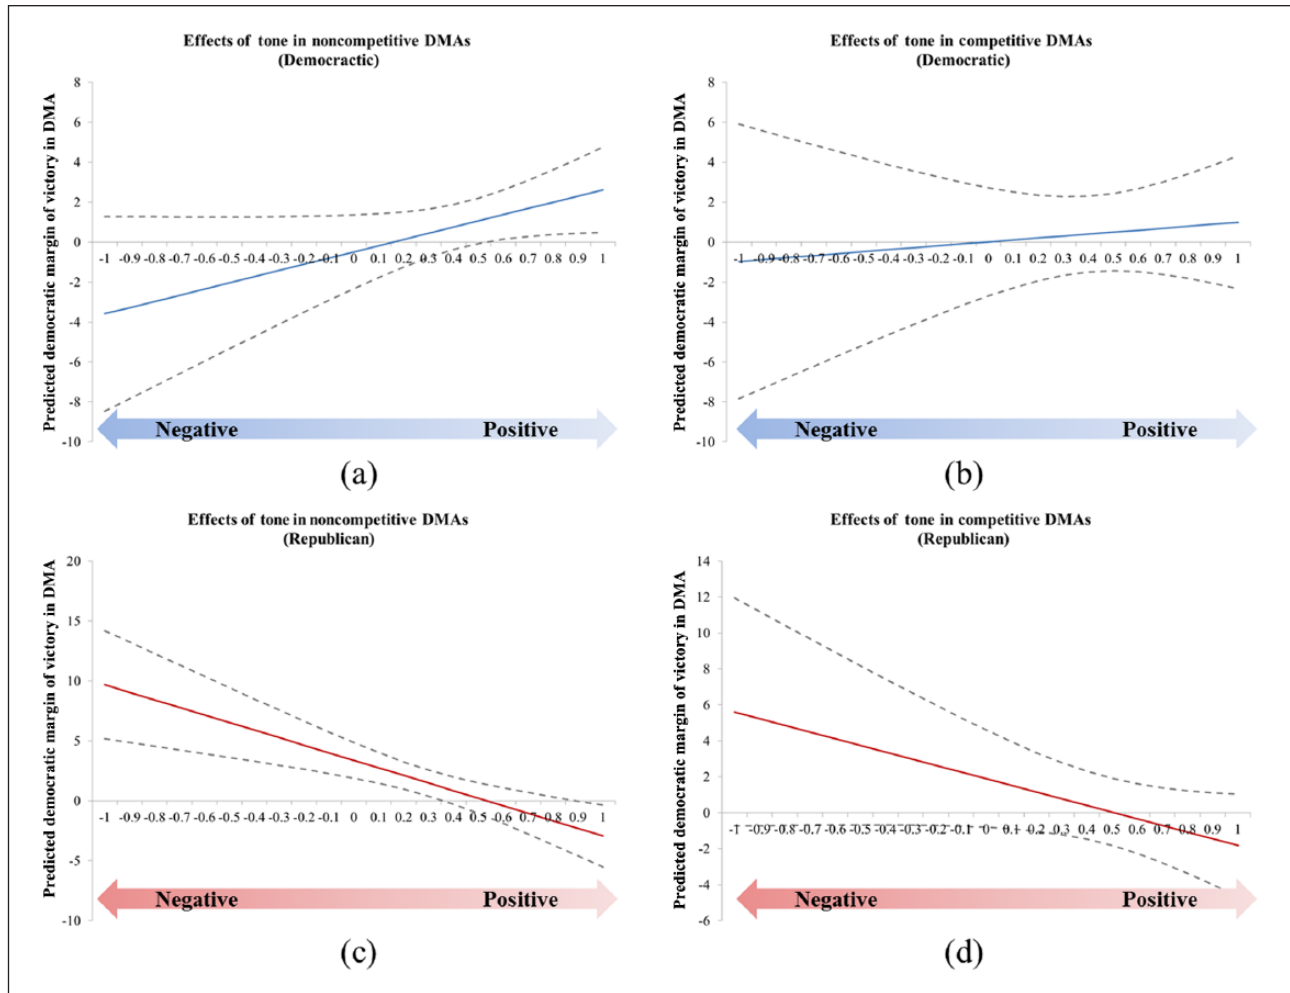 Effects of tone in noncompetitive DMAs
(Democractic)
Predicted democratic margin of victory in DMA
8
6
4
2
0
-2
-4
-6
-8
-10
-1 -0.9 -0.8 -0.7 -0.6 -0.5 -0.4 -0.3 -0.2 -0.1 0 0.1 0.2 0.3 0.4 0.5 0.6 0.7 0.8 0.9 1
Negative Positive
(a)
Effects of tone in competitive DMAs
(Democratic)
Predicted democratic margin of victory in DMA
8
6
4
2
0
-2
-4
-6
-8
-10
-1 -0.9 -0.8 -0.7 -0.6 -0.5 -0.4 -0.3 -0.2 -0.1 0 0.1 0.2 0.3 0.4 0.5 0.6 0.7 0.8 0.9 1
Negative Positive
(b)
Effects of tone in noncompetitive DMAs
(Republican)
Predicted democratic margin of victory in DMA
20
15
10
5
0
-5
-10
-1 -0.9 -0.8 -0.7 -0.6 -0.5 -0.4 -0.3 -0.2 -0.1 0 0.1 0.2 0.3 0.4 0.5 0.6 0.7 0.8 0.9 1
Negative Positive
(c)
Effects of tone in competitive DMAs
(Republican)
Predicted democratic margin of victory in DMA
14
12
10
8
6
4
2
0
-2
-4
-6
-1 -0.9 -0.8 -0.7 -0.6 -0.5 -0.4 -0.3 -0.2 -0.1 0 0.1 0.2 0.3 0.4 0.5 0.6 0.7 0.8 0.9 1
Negative Positive
(d)